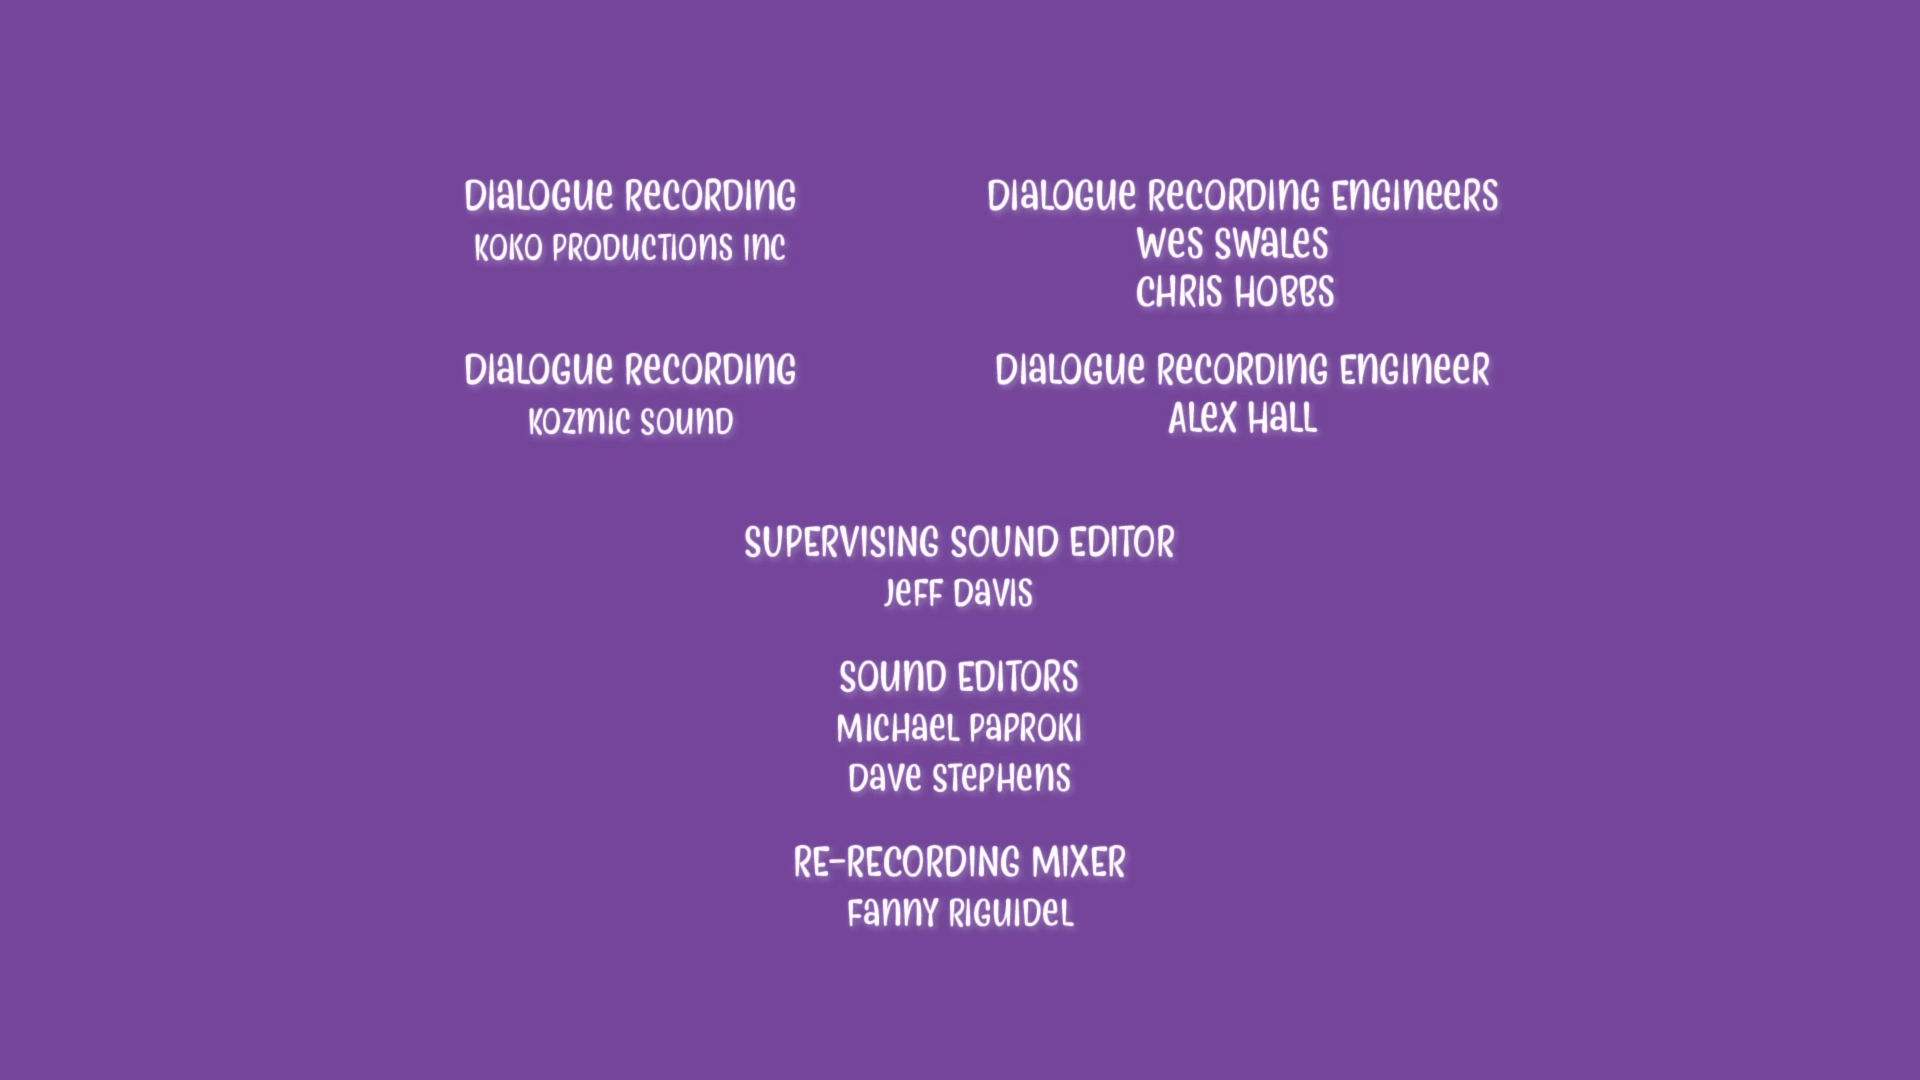 Dialogue Recording
Koko Productions Inc
Dialogue Recording Engineers
Wes Swales
Chris Hobbs
Dialogue Recording
Kozmic Sound
Dialogue Recording Engineer
Alex Hall
SUPERVISING SOUND EDITOR
Jeff Davis
SOUND EDITORS
Michael Paproki
Dave Stephens
RE-RECORDING MIXER
Fanny Riguidel